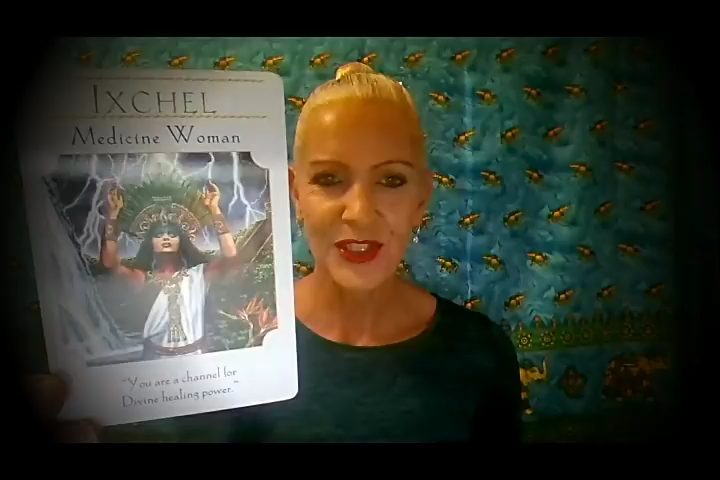 IXCHEL
Medicine Woman
"You are a channel for
Divine healing power."